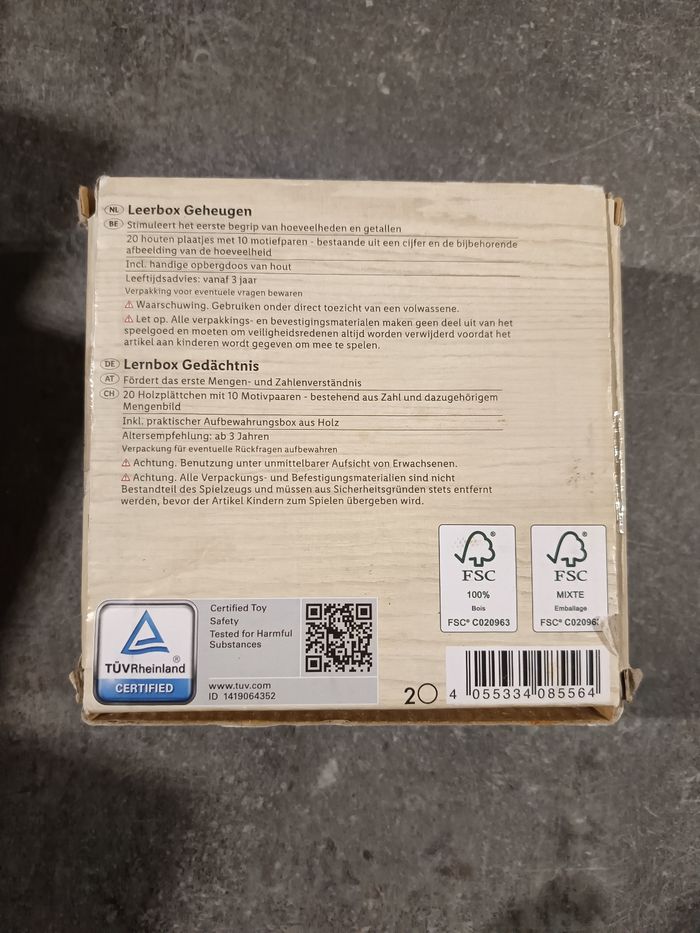 NL Leerbox Geheugen
BE Stimuleert het eerste begrip van hoeveelheden en getallen
20 houten plaatjes met 10 motiefparen - bestaande uit een cijfer en de bijbehorende
afbeelding van de hoeveelheid
Incl. handige opbergdoos van hout
Leeftijdsadvies: vanaf 3 jaar
Verpakking voor eventuele vragen bewaren
⚠ Waarschuwing. Gebruiken onder direct toezicht van een volwassene.
⚠ Let op. Alle verpakkings- en bevestigingsmaterialen maken geen deel uit van het
speelgoed en moeten om veiligheidsredenen altijd worden verwijderd voordat het
artikel aan kinderen wordt gegeven om mee te spelen.
DE Lernbox Gedächtnis
AT Fördert das erste Mengen- und Zahlenverständnis
CH 20 Holzplättchen mit 10 Motivpaaren - bestehend aus Zahl und dazugehörigem
Mengenbild
Inkl. praktischer Aufbewahrungsbox aus Holz
Altersempfehlung: ab 3 Jahren
Verpackung für eventuelle Rückfragen aufbewahren
⚠ Achtung. Benutzung unter unmittelbarer Aufsicht von Erwachsenen.
⚠ Achtung. Alle Verpackungs- und Befestigungsmaterialien sind nicht
Bestandteil des Spielzeugs und müssen aus Sicherheitsgründen stets entfernt
werden, bevor der Artikel Kindern zum Spielen übergeben wird.
FSC
100%
Bois
FSC® C020963
FSC
MIXTE
Emballage
FSC® C020963
TÜVRheinland®
CERTIFIED
Certified Toy
Safety
Tested for Harmful
Substances
www.tuv.com
ID 1419064352
2
4 055334 085564